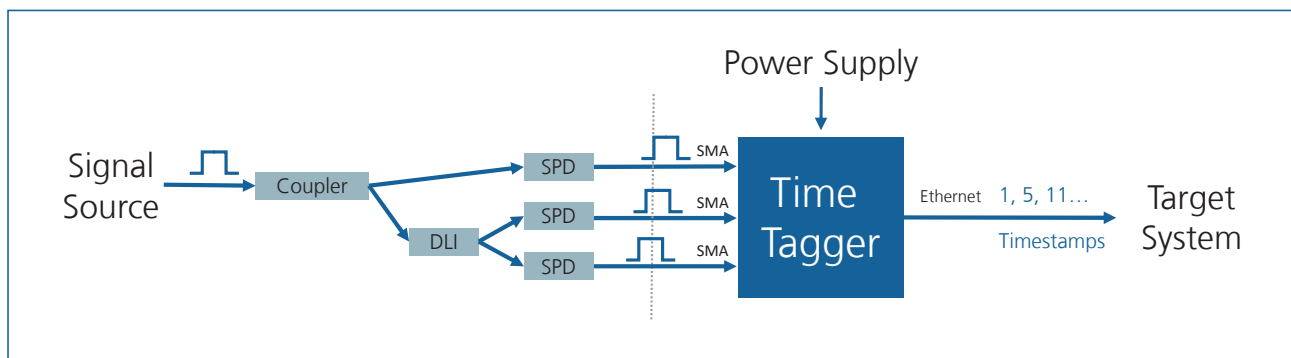 Power Supply
Signal
Source
Coupler
DLI
SPD
SPD
SPD
SMA
SMA
SMA
Time
Tagger
Ethernet 1, 5, 11...
Timestamps
Target
System